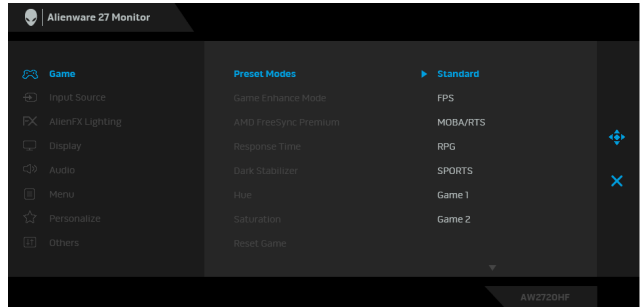 Alienware 27 Monitor
Game Preset Modes Standard
Input Source Game Enhance Mode FPS
FX AlienFX Lighting AMD FreeSync Premium MOBA/RTS
Display Response Time RPG
Audio Dark Stabilizer SPORTS
Menu Hue Game 1
Personalize Saturation Game 2
Others Reset Game
AW2720HF